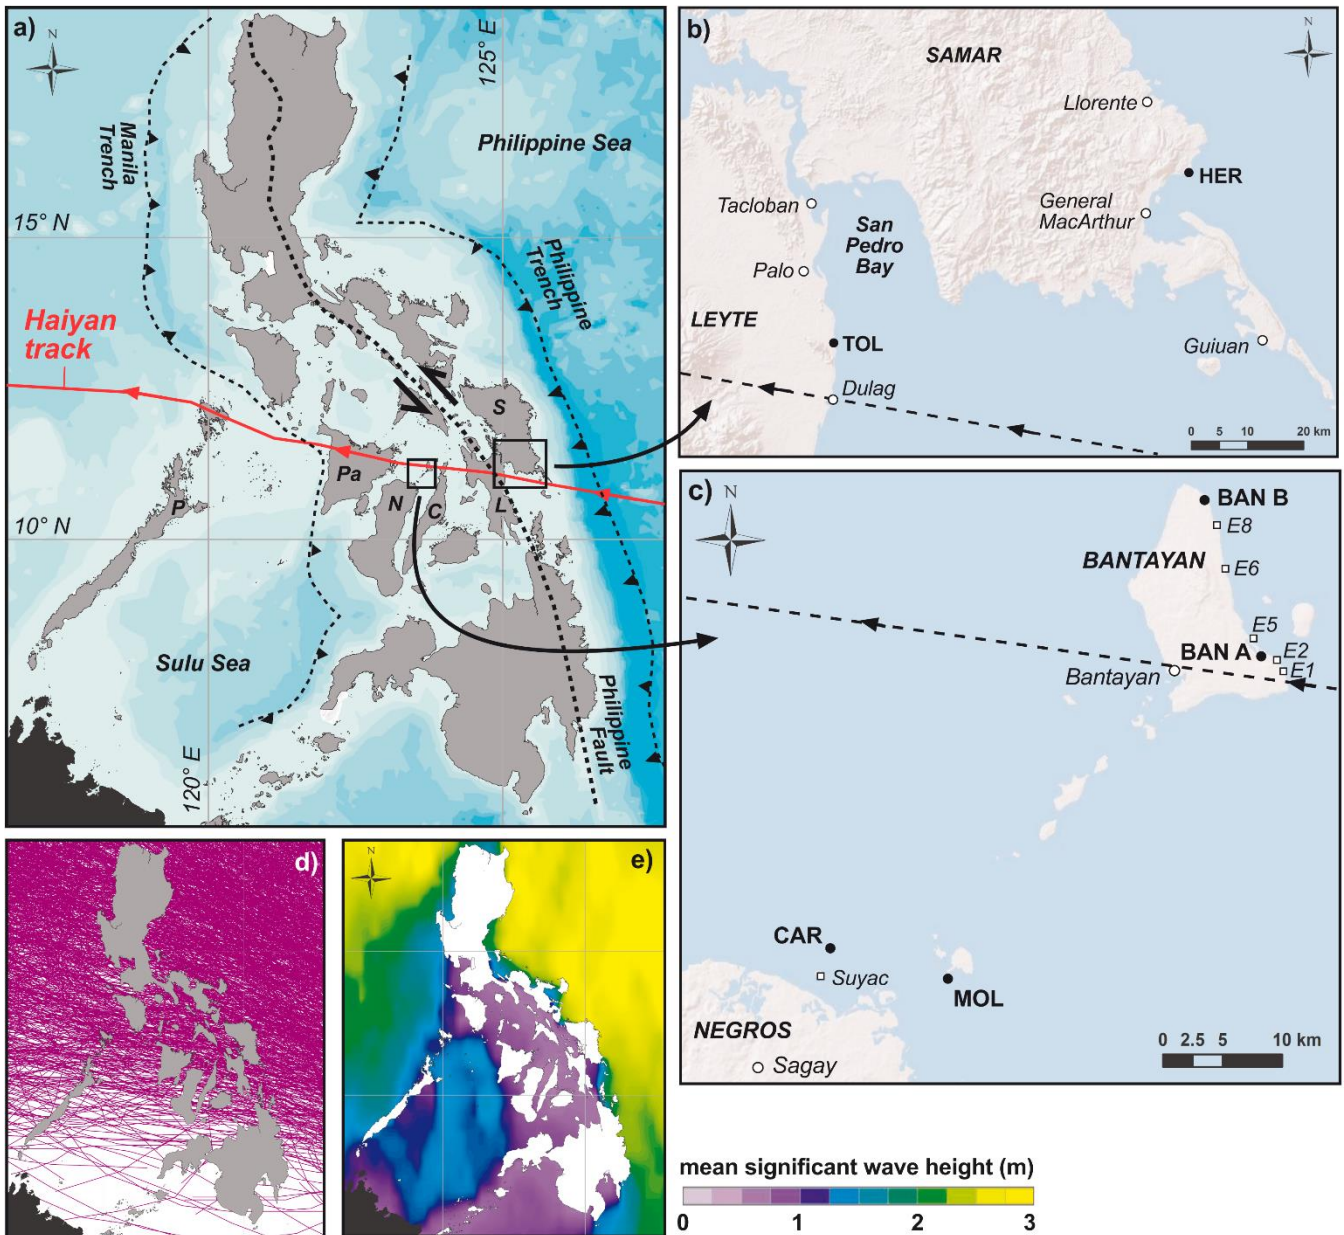 a)
N
125° E
Manila
Trench
Philippine Sea
15° N
Philippine
Trench
Haiyan
track
S
Pa
P
N
C
L
10° N
Sulu Sea
120° E
Philippine
Fault
b)
N
SAMAR
Llorente
HER
Tacloban
General
MacArthur
San
Pedro
Bay
Palo
LEYTE
TOL
Guiuan
Dulag
0 5 10 20 km
c)
N
BAN B
E8
BANTAYAN
E6
E5
BAN A
E2
E1
Bantayan
CAR
Suyac
MOL
NEGROS
Sagay
0 2.5 5 10 km
d)
e)
N
mean significant wave height (m)
0 1 2 3